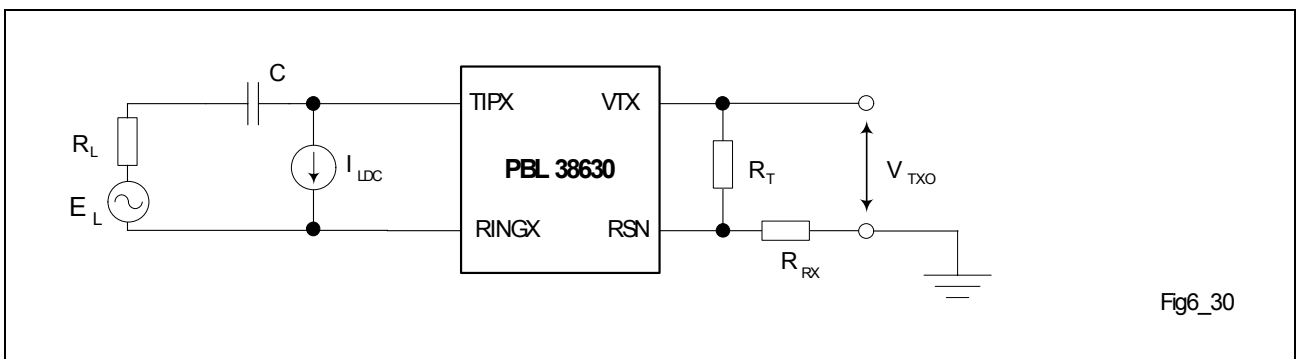 C
TIPX VTX
R_L
I_LDC
PBL 38630
R_T
V_TXO
E_L
RINGX RSN
R_RX
Fig6_30